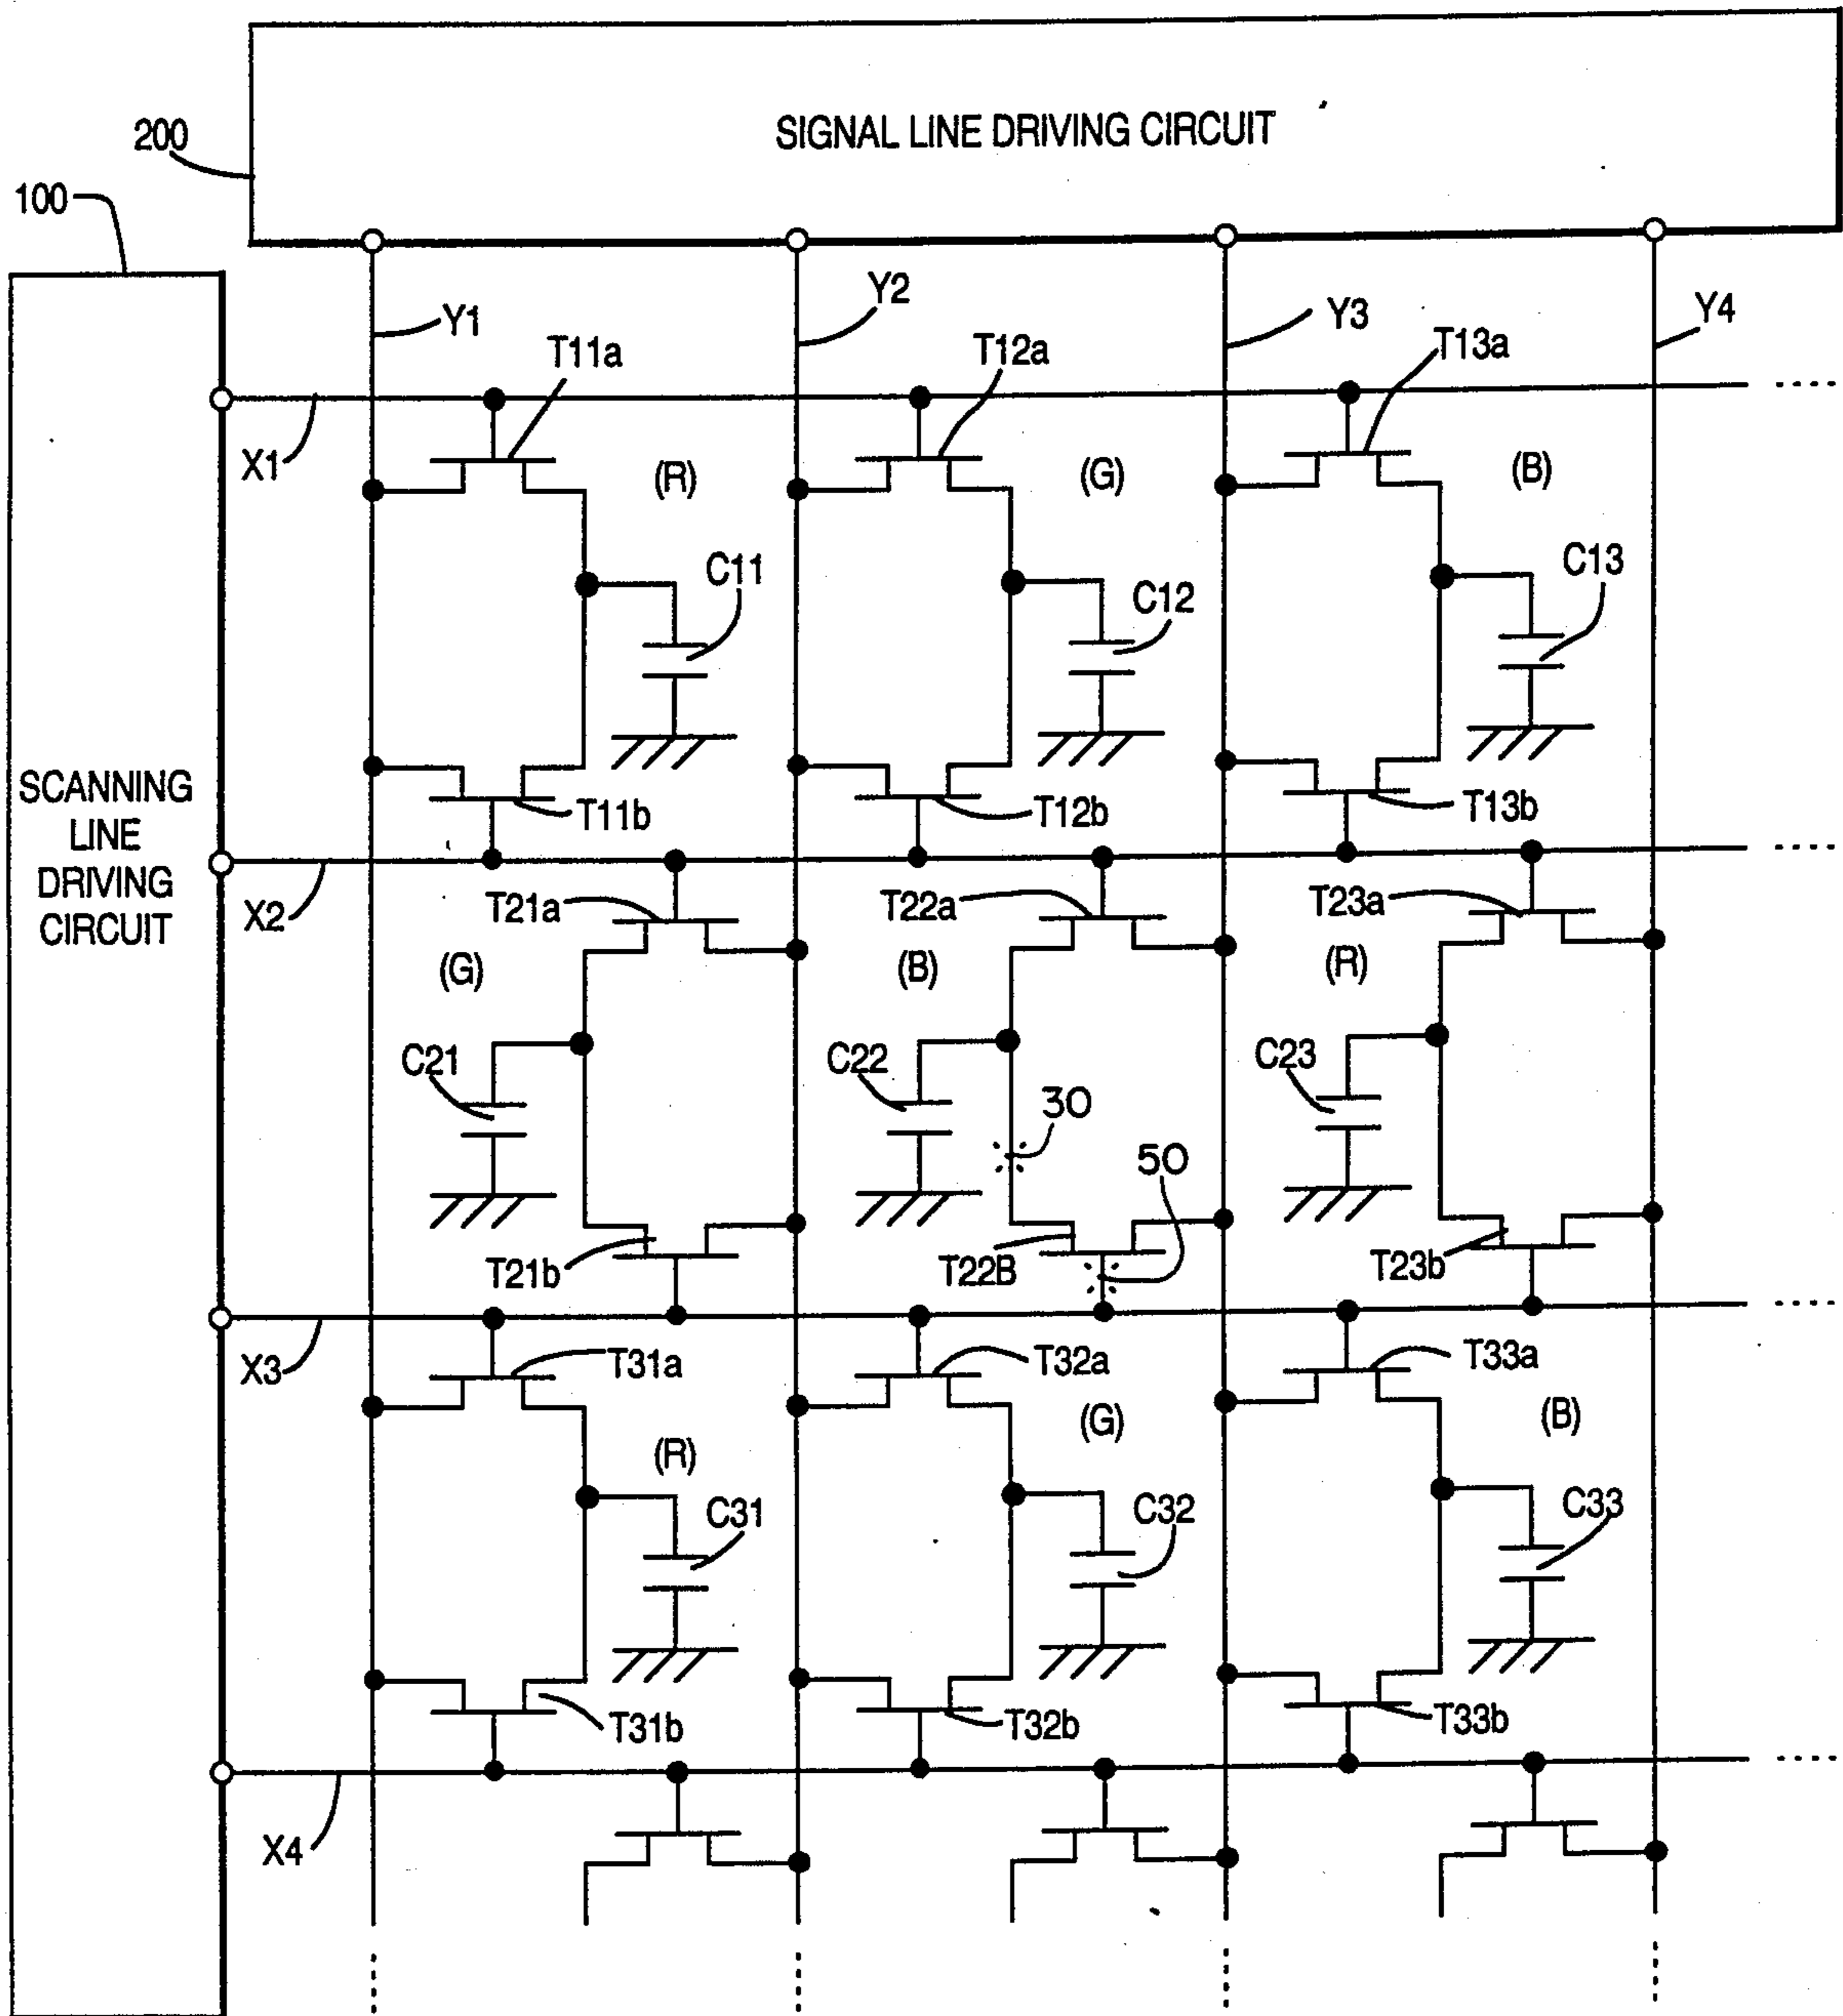 SIGNAL LINE DRIVING CIRCUIT
200
100
Y1
Y2
Y3
Y4
T11a
T12a
T13a
X1
(R)
(G)
(B)
C11
C12
C13
SCANNING
LINE
DRIVING
CIRCUIT
T11b
T12b
T13b
X2
T21a
T22a
T23a
(G)
(B)
(R)
C21
C22
C23
30
50
T21b
T22B
T23b
X3
T31a
T32a
T33a
(R)
(G)
(B)
C31
C32
C33
T31b
T32b
T33b
X4